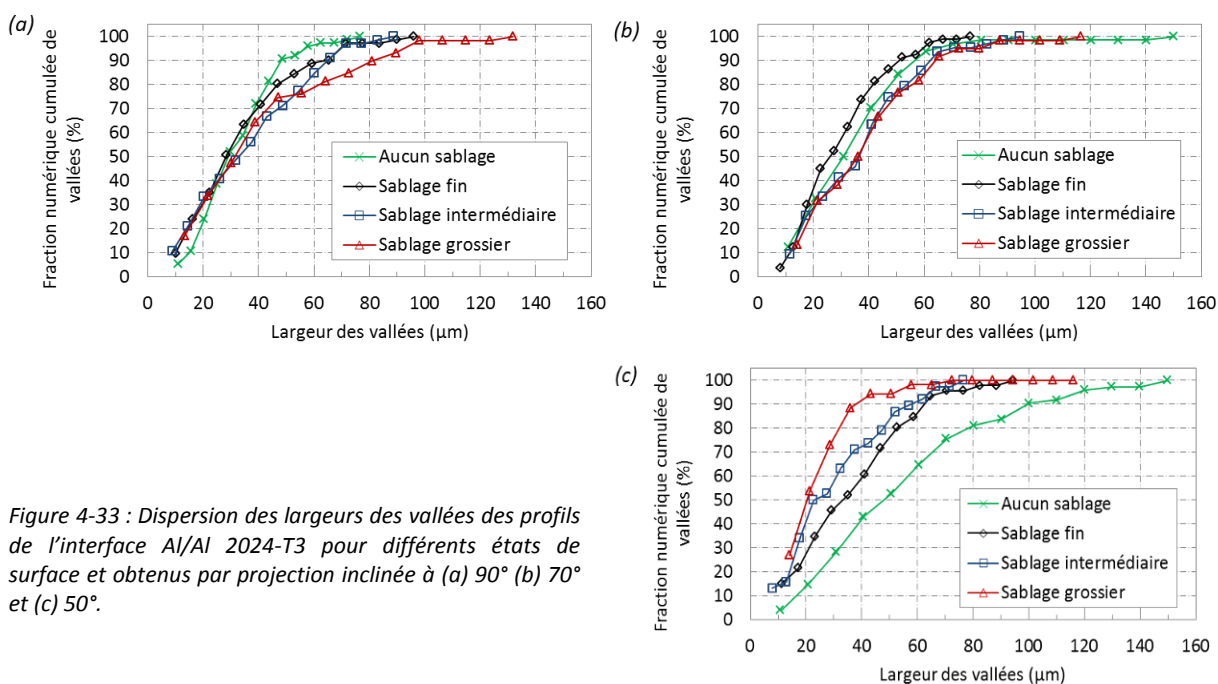 (a)
Fraction numérique cumulée de
vallées (%)
100
90
80
70
60
50
40
30
20
10
0
Aucun sablage
Sablage fin
Sablage intermédiaire
Sablage grossier
0 20 40 60 80 100 120 140 160
Largeur des vallées (µm)
(b)
Fraction numérique cumulée de
vallées (%)
100
90
80
70
60
50
40
30
20
10
0
Aucun sablage
Sablage fin
Sablage intermédiaire
Sablage grossier
0 20 40 60 80 100 120 140 160
Largeur des vallées (µm)
(c)
Fraction numérique cumulée de
vallées (%)
100
90
80
70
60
50
40
30
20
10
0
Aucun sablage
Sablage fin
Sablage intermédiaire
Sablage grossier
0 20 40 60 80 100 120 140 160
Largeur des vallées (µm)
Figure 4-33 : Dispersion des largeurs des vallées des profils
de l’interface Al/Al 2024-T3 pour différents états de
surface et obtenus par projection inclinée à (a) 90° (b) 70°
et (c) 50°.